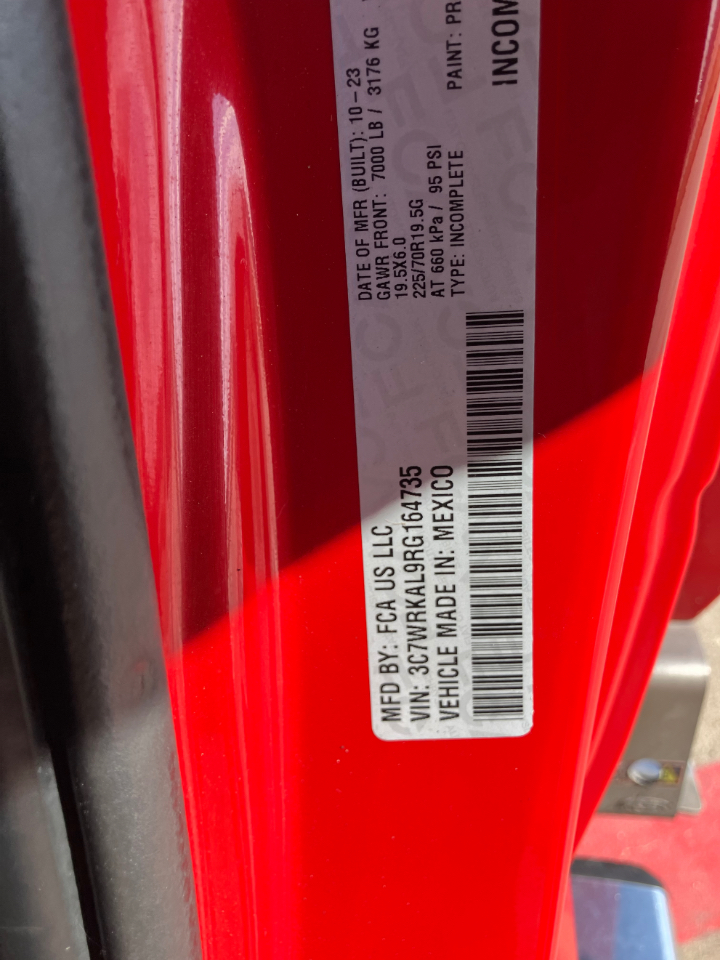 MFD BY: FCA US LLC
VIN: 3C7WRKAL9RG164735
VEHICLE MADE IN: MEXICO
DATE OF MFR (BUILT): 10-23
GAWR FRONT: 7000 LB / 3176 KG
19.5X6.0
225/70R19.5G
AT 660 kPa / 95 PSI
TYPE: INCOMPLETE
PAINT: PR
INCOM